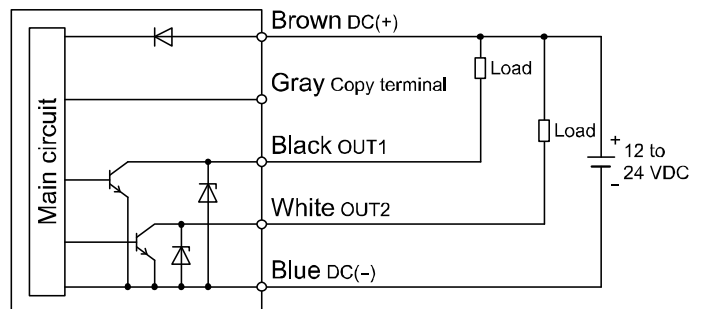 Brown DC(+)
Load
Gray Copy terminal
Main circuit
Load
Black OUT1
+
12 to
24 VDC
-
White OUT2
Blue DC(−)